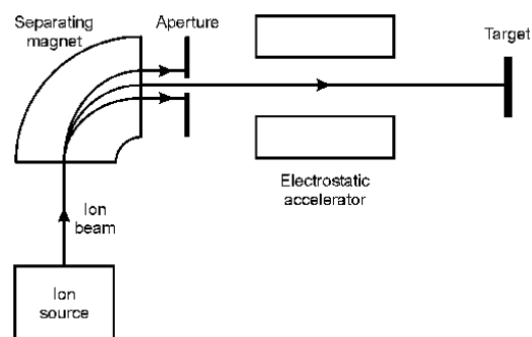 Separating
magnet
Aperture
Target
Electrostatic
accelerator
Ion
beam
Ion
source